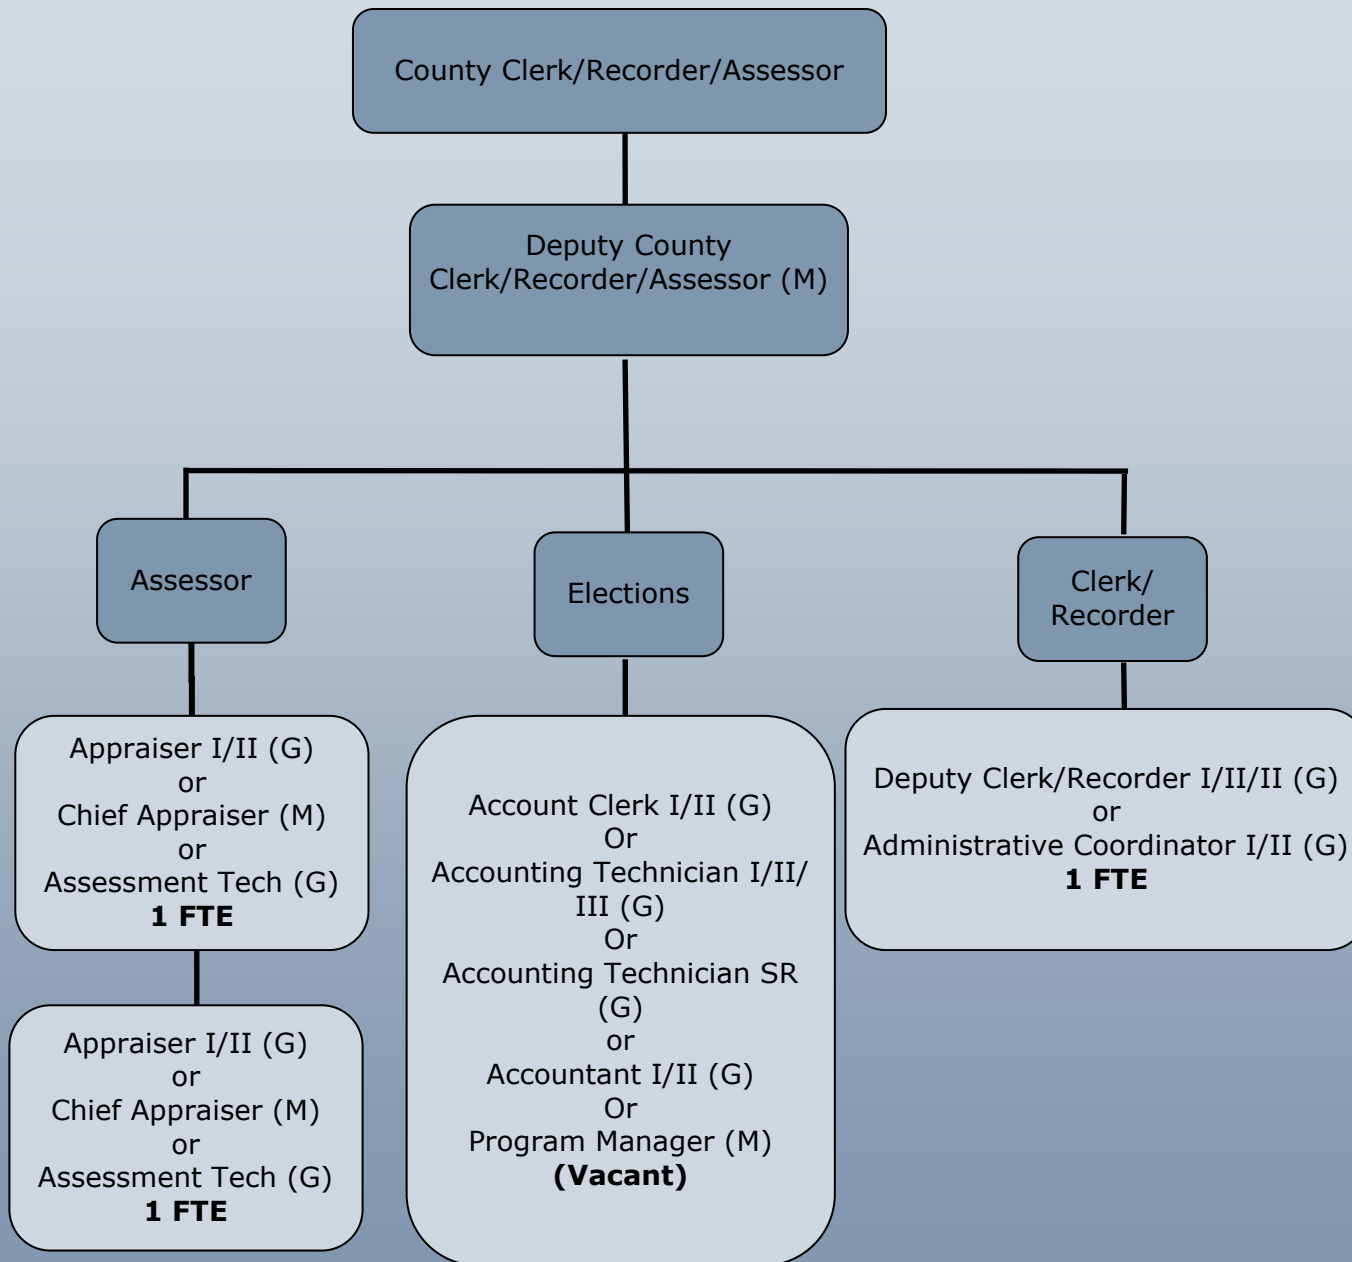 County Clerk/Recorder/Assessor
Deputy County
Clerk/Recorder/Assessor (M)
Assessor
Elections
Clerk/
Recorder
Appraiser I/II (G)
or
Chief Appraiser (M)
or
Assessment Tech (G)
1 FTE
Appraiser I/II (G)
or
Chief Appraiser (M)
or
Assessment Tech (G)
1 FTE
Account Clerk I/II (G)
Or
Accounting Technician I/II/
III (G)
Or
Accounting Technician SR
(G)
or
Accountant I/II (G)
Or
Program Manager (M)
(Vacant)
Deputy Clerk/Recorder I/II/II (G)
or
Administrative Coordinator I/II (G)
1 FTE